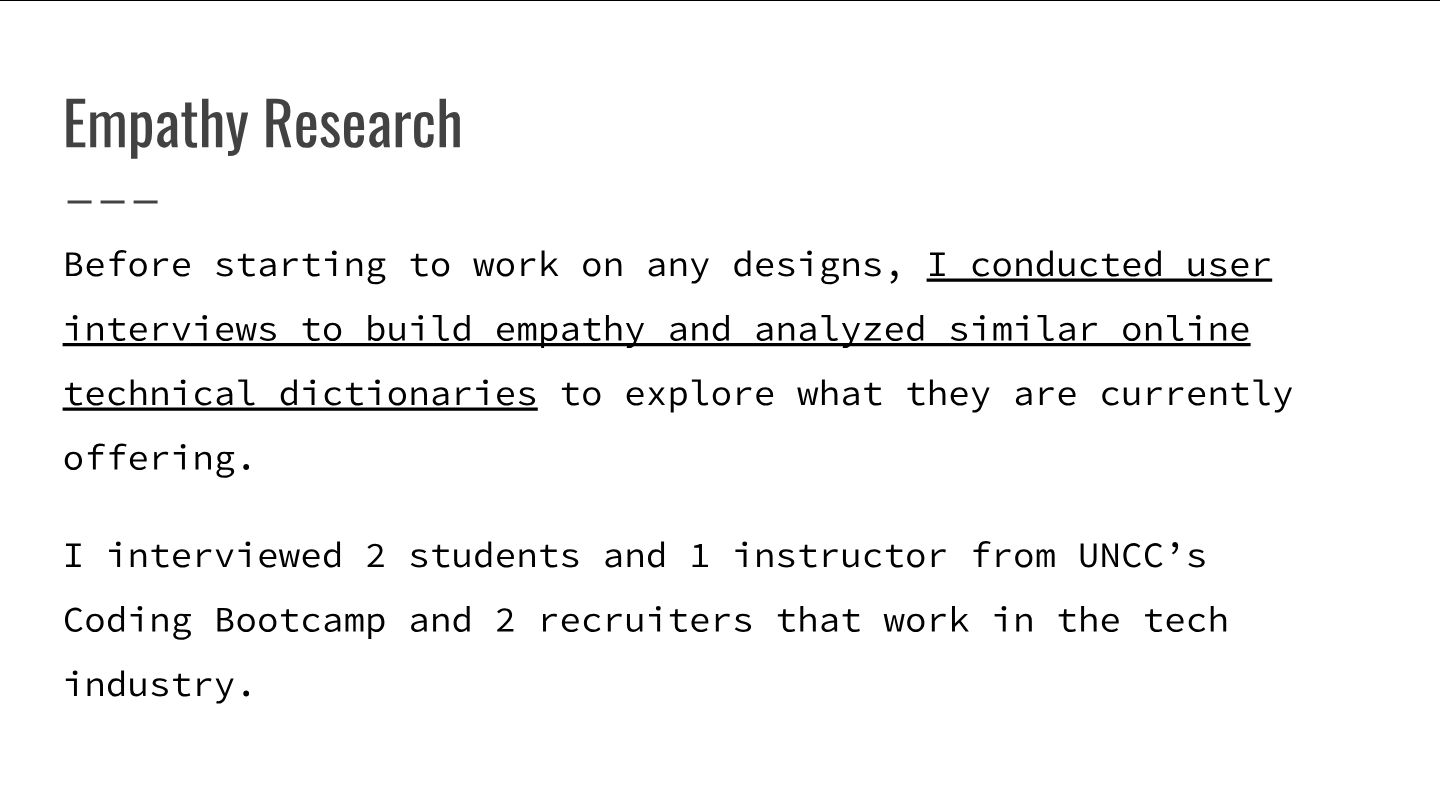 Empathy Research
Before starting to work on any designs, I conducted user
interviews to build empathy and analyzed similar online
technical dictionaries to explore what they are currently
offering.
I interviewed 2 students and 1 instructor from UNCC’s
Coding Bootcamp and 2 recruiters that work in the tech
industry.